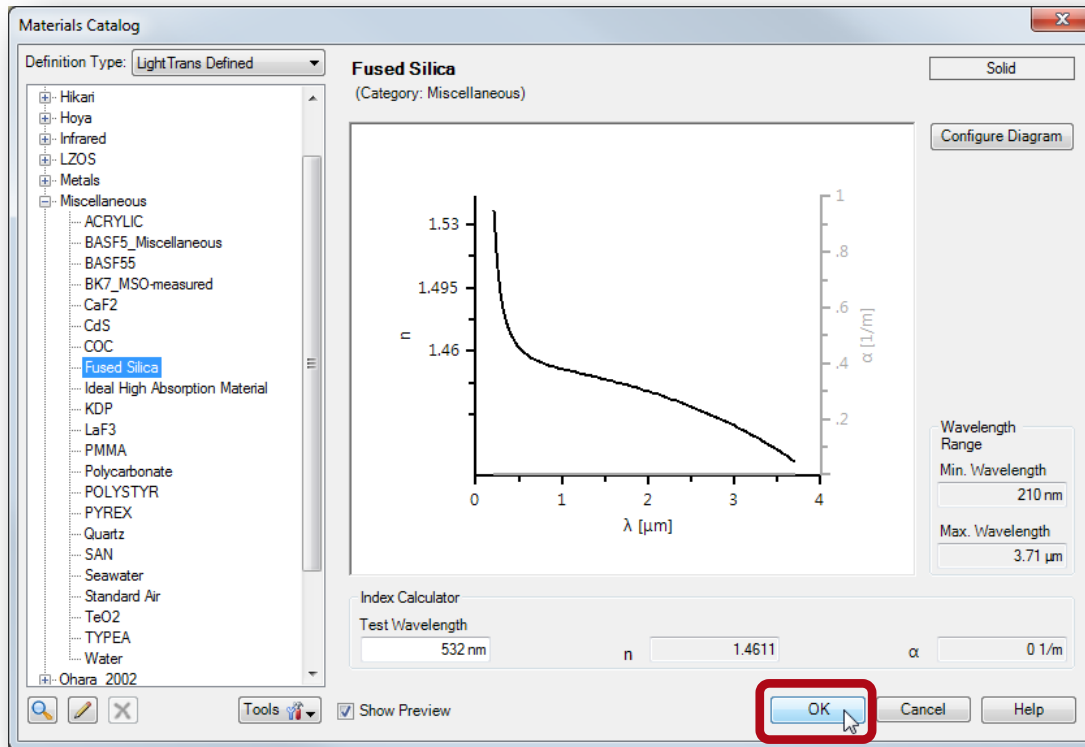 Materials Catalog
Definition Type: LightTrans Defined
Hikari
Hoya
Infrared
LZOS
Metals
Miscellaneous
ACRYLIC
BASF5_Miscellaneous
BASF55
BK7_MSO-measured
CaF2
CdS
COC
Fused Silica
Ideal High Absorption Material
KDP
LaF3
PMMA
Polycarbonate
POLYSTYR
PYREX
Quartz
SAN
Seawater
Standard Air
TeO2
TYPEA
Water
Ohara_2002
Tools
Fused Silica
(Category: Miscellaneous)
Solid
Configure Diagram
1.53
1.495
1.46
n
0
1
2
3
4
λ [μm]
1
.8
.6
.4
.2
0
α [1/m]
Wavelength
Range
Min. Wavelength
210 nm
Max. Wavelength
3.71 μm
Index Calculator
Test Wavelength
532 nm
n
1.4611
α
0 1/m
Show Preview
OK
Cancel
Help